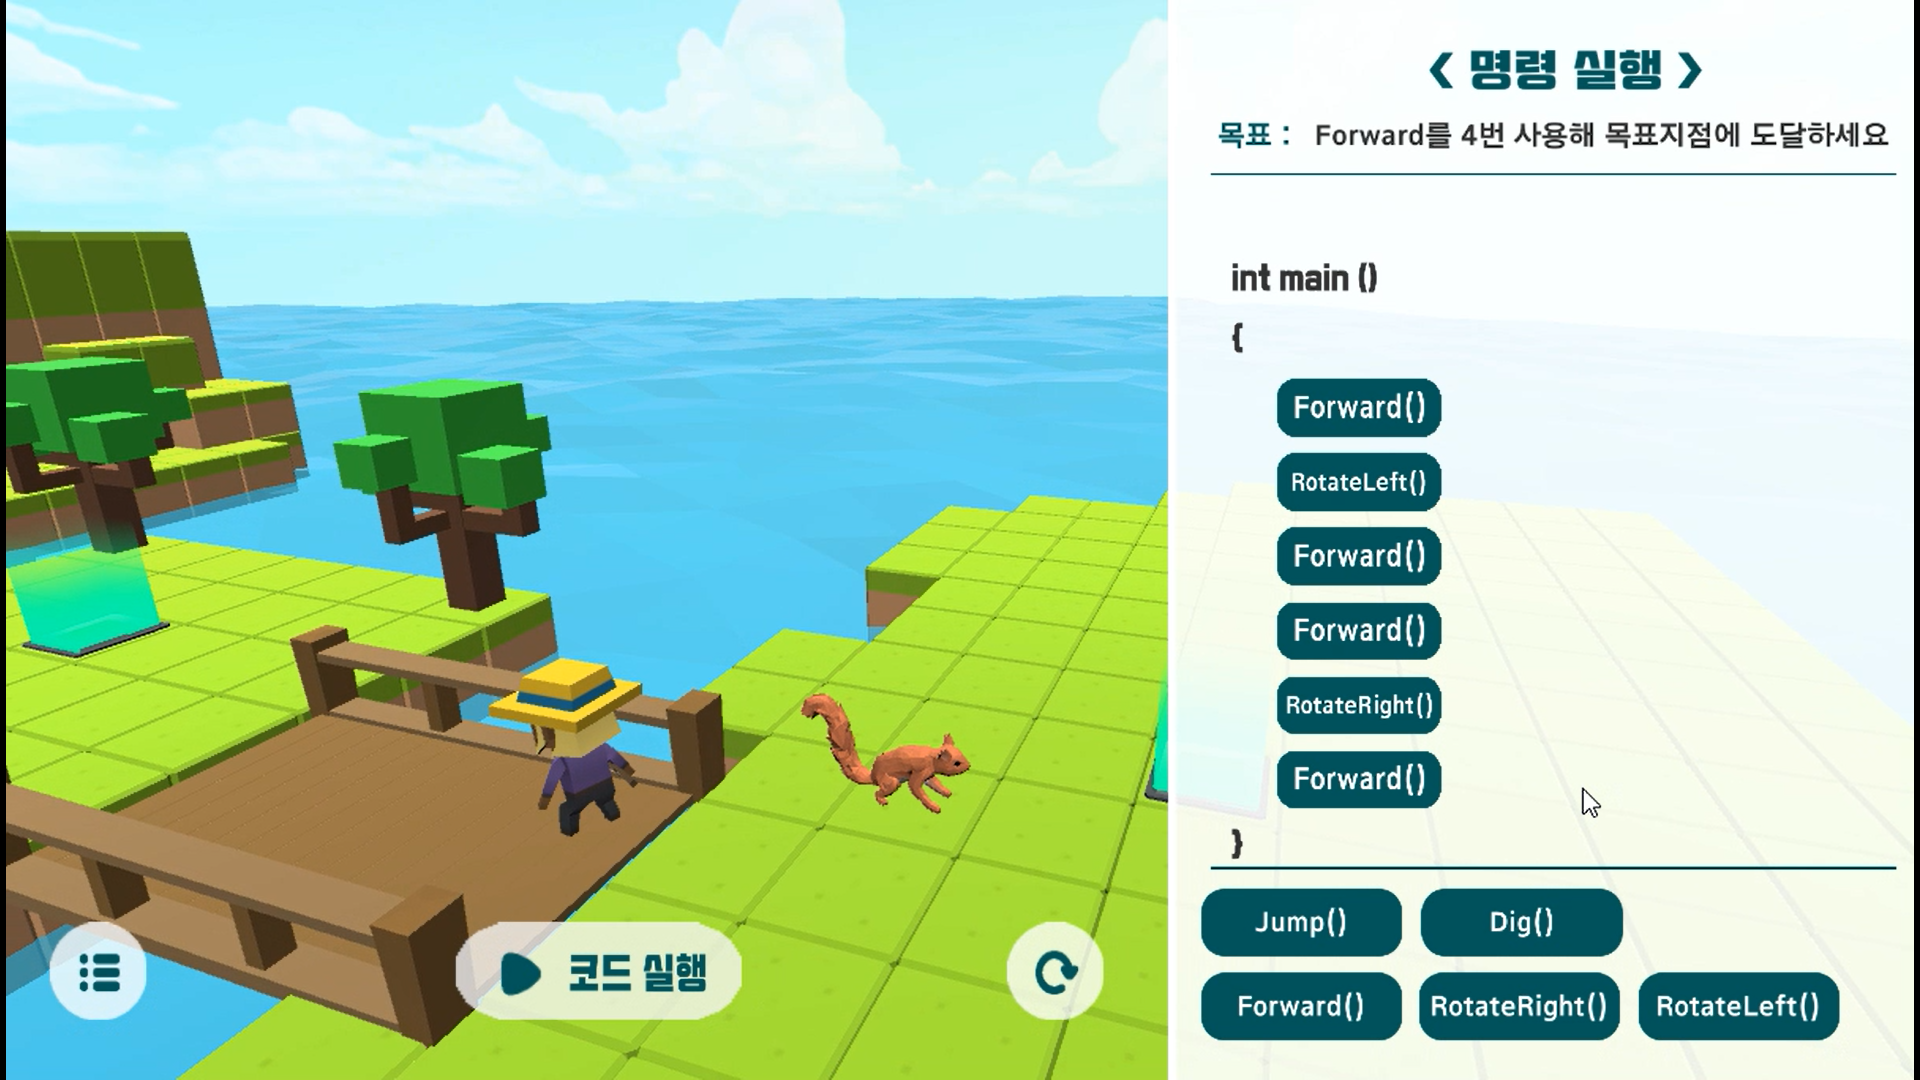 < 명령 실행 >
목표 : Forward를 4번 사용해 목표지점에 도달하세요
int main ()
{
Forward()
RotateLeft()
Forward()
Forward()
RotateRight()
Forward()
}
Jump() Dig()
Forward() RotateRight() RotateLeft()
코드 실행